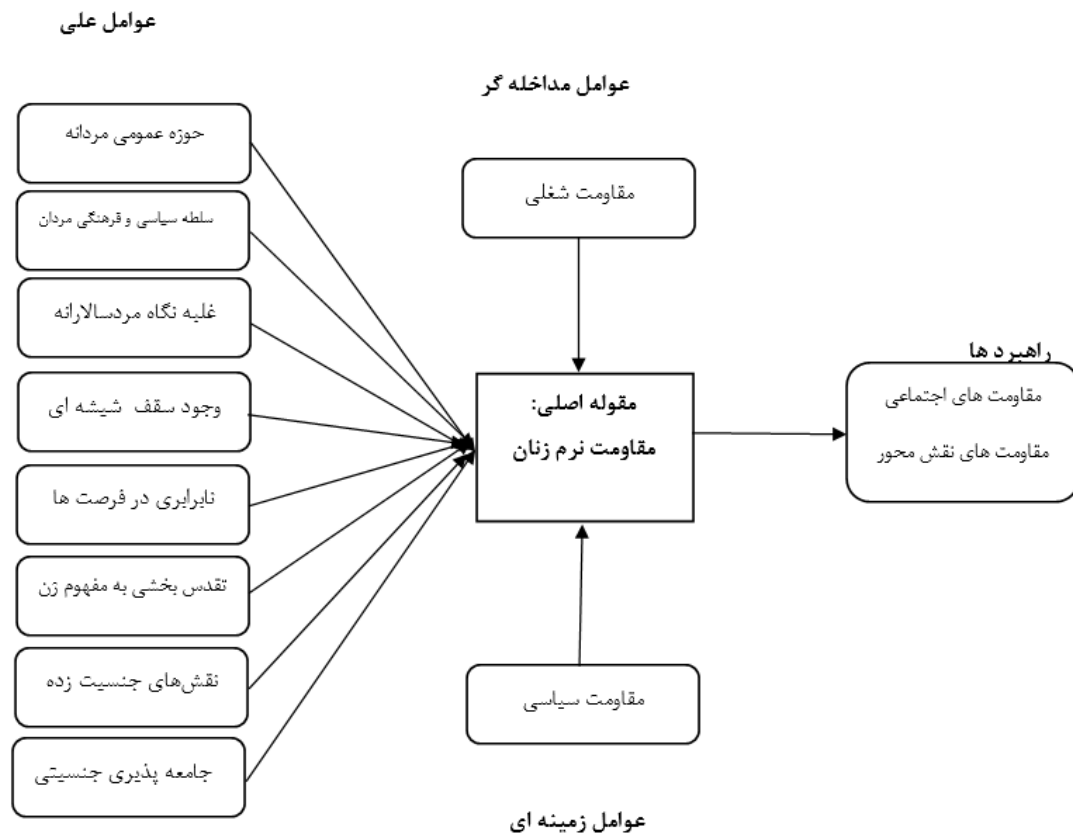 عوامل علی
عوامل مداخله گر
حوزه عمومی مردانه
سلطه سیاسی و قرهنگی مردان
غلبه نگاه مردسالارانه
وجود سقف شیشه ای
نابرابری در فرصت ها
تقدس بخشی به مفهوم زن
نقش‌های جنسیت زده
جامعه پذیری جنسیتی
مقاومت شغلی
مقوله اصلی:
مقاومت نرم زنان
مقاومت سیاسی
عوامل زمینه ای
راهبرد ها
مقاومت های اجتماعی
مقاومت های نقش محور